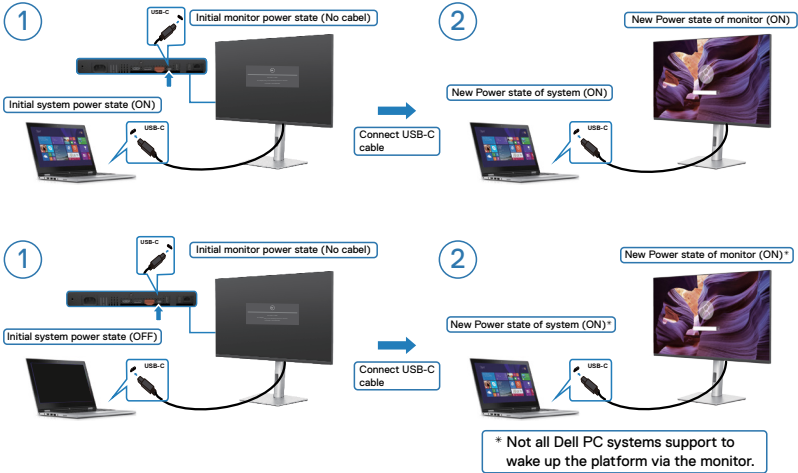 1
USB-C
Initial monitor power state (No cabel)
Initial system power state (ON)
USB-C
Connect USB-C
cable
2
New Power state of monitor (ON)
New Power state of system (ON)
USB-C
1
USB-C
Initial monitor power state (No cabel)
Initial system power state (OFF)
USB-C
Connect USB-C
cable
2
New Power state of monitor (ON)*
New Power state of system (ON)*
USB-C
* Not all Dell PC systems support to
wake up the platform via the monitor.